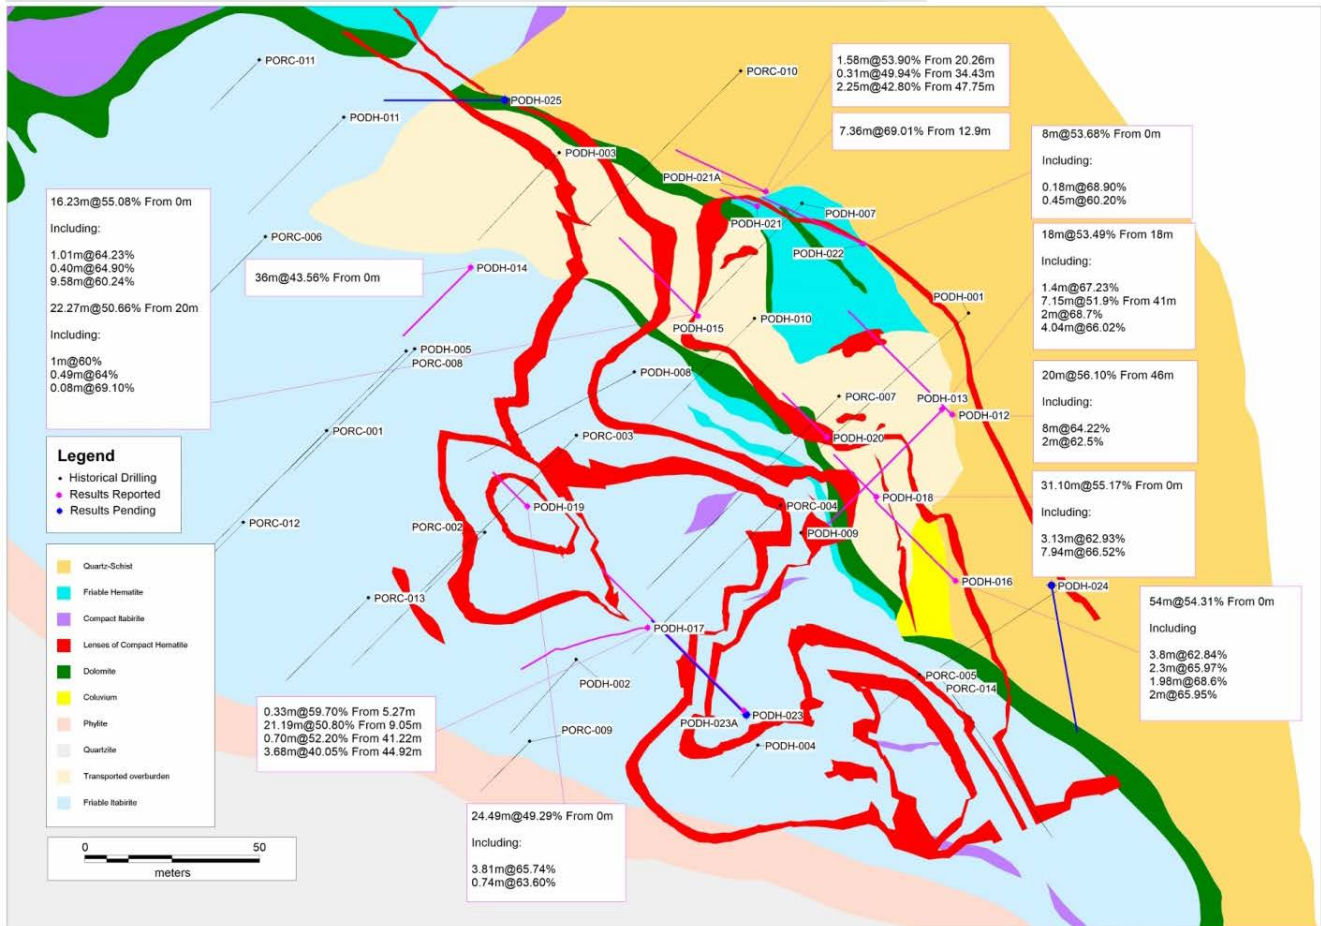 PORC-011
PORC-010
1.58m@53.90% From 20.26m
0.31m@49.94% From 34.43m
2.25m@42.80% From 47.75m
PODH-025
PODH-011
7.36m@69.01% From 12.9m
8m@53.68% From 0m
Including:
0.18m@68.90%
0.45m@60.20%
PODH-003
PODH-021A
16.23m@55.08% From 0m
Including:
1.01m@64.23%
0.40m@64.90%
9.58m@60.24%
22.27m@50.66% From 20m
Including:
1m@60%
0.49m@64%
0.08m@69.10%
PODH-007
PODH-021
PORC-006
PODH-022
18m@53.49% From 18m
Including:
1.4m@67.23%
7.15m@51.9% From 41m
2m@68.7%
4.04m@66.02%
36m@43.56% From 0m
PODH-014
PODH-001
PODH-015
PODH-010
PODH-005
PORC-008
PODH-008
20m@56.10% From 46m
Including:
8m@64.22%
2m@62.5%
PORC-007
PODH-013
PODH-012
PORC-001
PORC-003
PODH-020
Legend
Historical Drilling
Results Reported
Results Pending
31.10m@55.17% From 0m
Including:
3.13m@62.93%
7.94m@66.52%
PODH-018
PODH-019
PORC-004
PORC-012
PORC-002
PODH-009
Quartz-Schist
Friable Hematite
Compact Itabirite
Lenses of Compact Hematite
Dolomite
Coluvium
Phylite
Quartzite
Transported overburden
Friable Itabirite
PODH-016
PODH-024
PORC-013
54m@54.31% From 0m
Including
3.8m@62.84%
2.3m@65.97%
1.98m@68.6%
2m@65.95%
PODH-017
PODH-002
PORC-005
PORC-014
0.33m@59.70% From 5.27m
21.19m@50.80% From 9.05m
0.70m@52.20% From 41.22m
3.68m@40.05% From 44.92m
PODH-023A
PODH-023
PORC-009
PODH-004
24.49m@49.29% From 0m
Including:
3.81m@65.74%
0.74m@63.60%
0 50
meters